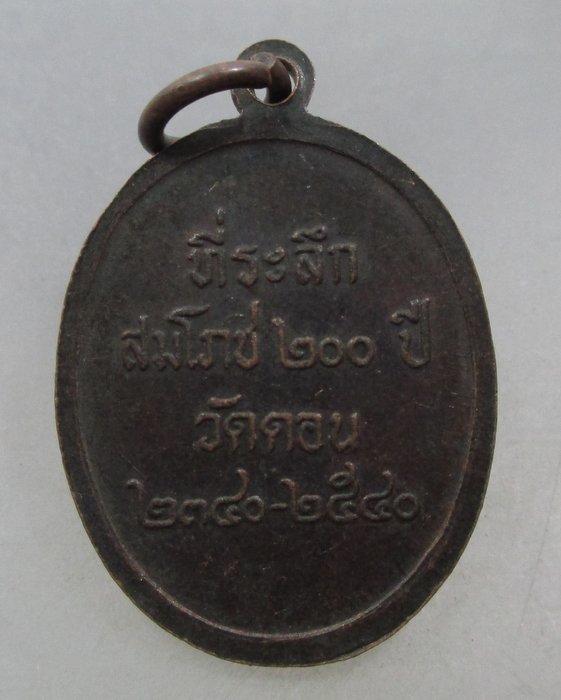 ที่ระลึก
สมโภช ๒๐๐ ปี
วัดดอน
๒๓๔๐-๒๕๔๐